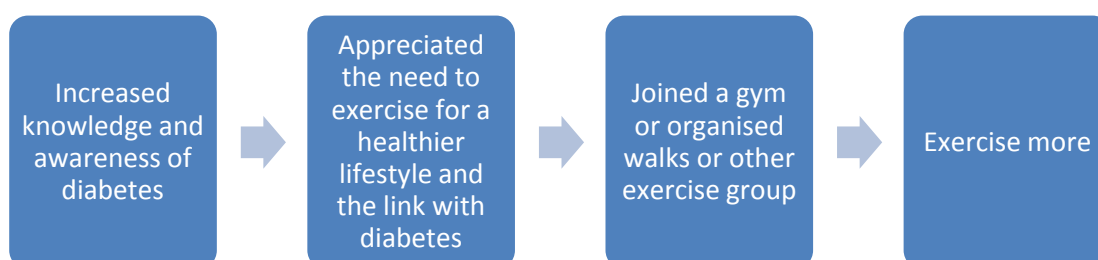 Increased
knowledge and
awareness of
diabetes
Appreciated
the need to
exercise for a
healthier
lifestyle and
the link with
diabetes
Joined a gym
or organised
walks or other
exercise group
Exercise more